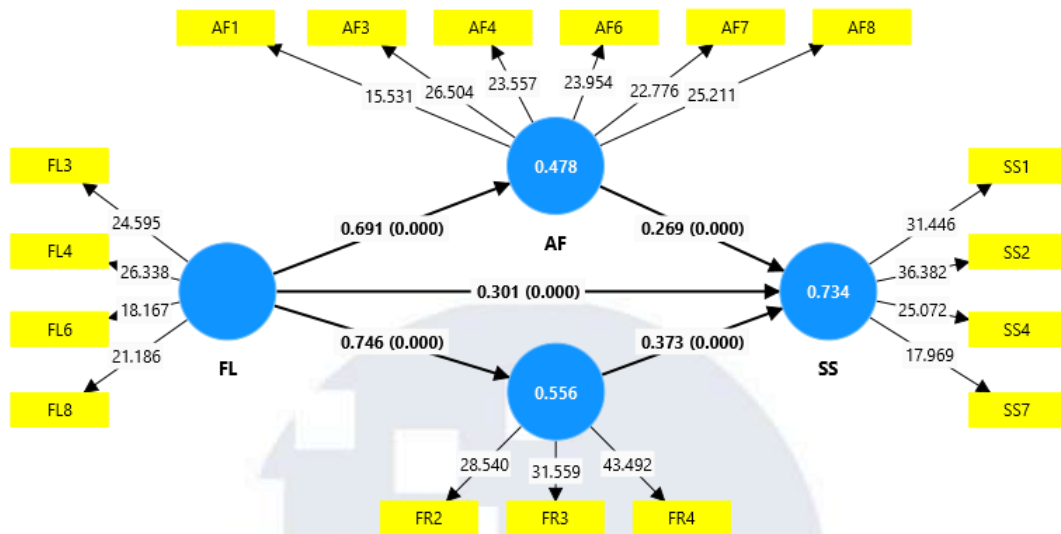 AF1 AF3 AF4 AF6 AF7 AF8
15.531 26.504 23.557 23.954 22.776 25.211
FL3
FL4
FL6
FL8
24.595
26.338
18.167
21.186
0.478
AF
0.691 (0.000)
0.269 (0.000)
0.301 (0.000)
0.746 (0.000)
0.373 (0.000)
FL
0.556
0.734
SS
SS1
SS2
SS4
SS7
31.446
36.382
25.072
17.969
28.540 31.559 43.492
FR2 FR3 FR4